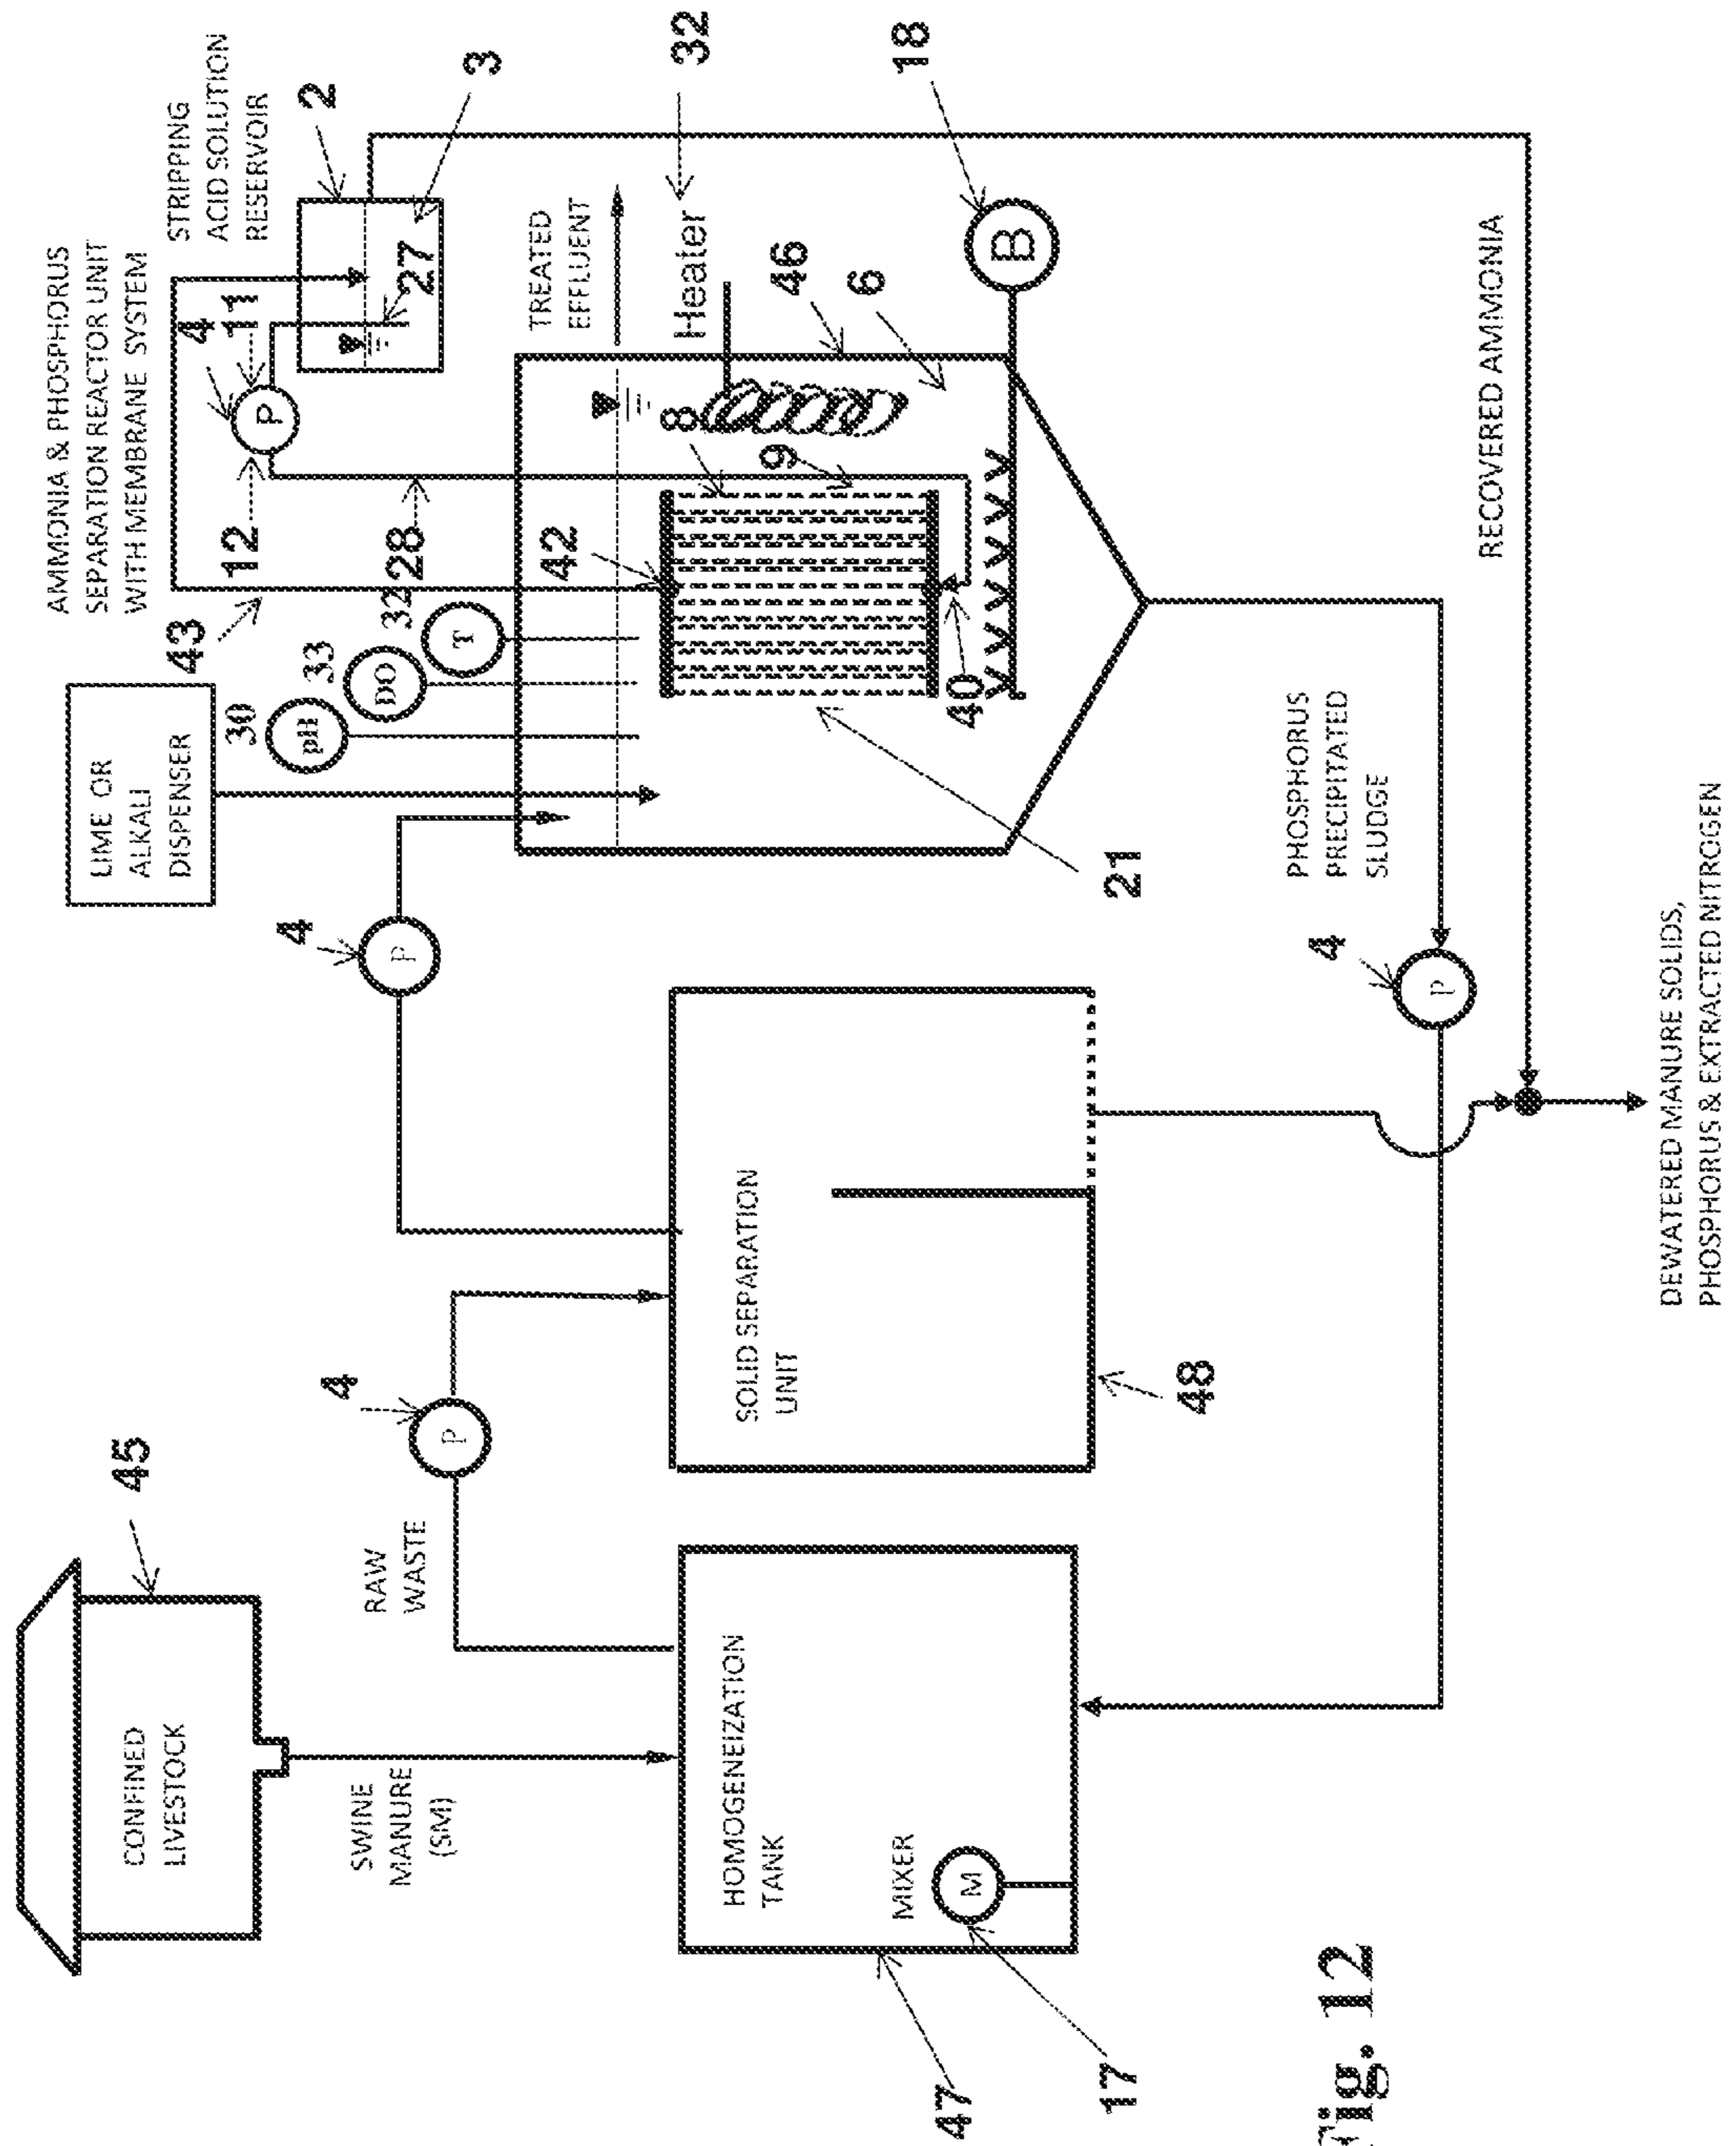 CONFINED
LIVESTOCK
45
SWINE
MANURE
(SM)
HOMOGENEIZATION
TANK
MIXER
M
47
17
RAW
WASTE
4
P
SOLID SEPARATION
UNIT
48
4
P
LIME OR
ALKALI
DISPENSER
AMMONIA & PHOSPHORUS
SEPARATION REACTOR UNIT
WITH MEMBRANE SYSTEM
43
30
pH
33
DO
32
T
12
28
4
11
P
STRIPPING
ACID SOLUTION
RESERVOIR
2
3
27
TREATED
EFFLUENT
Heater
32
42
8
9
46
6
40
21
B
18
PHOSPHORUS
PRECIPITATED
SLUDGE
4
P
RECOVERED AMMONIA
DEWATERED MANURE SOLIDS,
PHOSPHORUS & EXTRACTED NITROGEN
Fig. 12